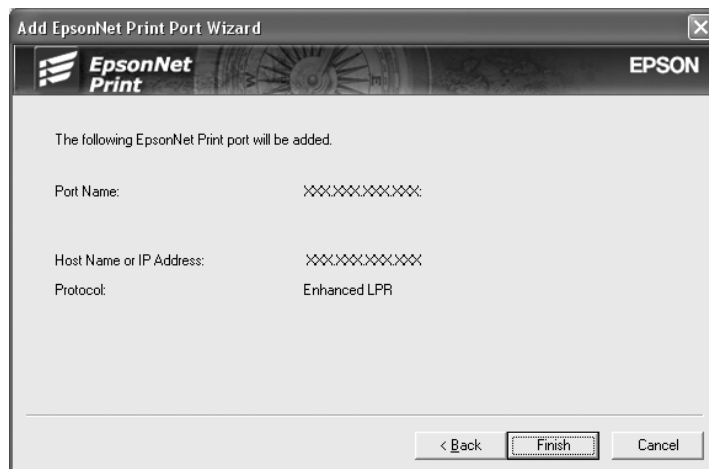 Add EpsonNet Print Port Wizard
EpsonNet
Print
EPSON
The following EpsonNet Print port will be added.
Port Name: XXX.XXX.XXX.XXX:
Host Name or IP Address: XXX.XXX.XXX.XXX
Protocol: Enhanced LPR
< Back Finish Cancel